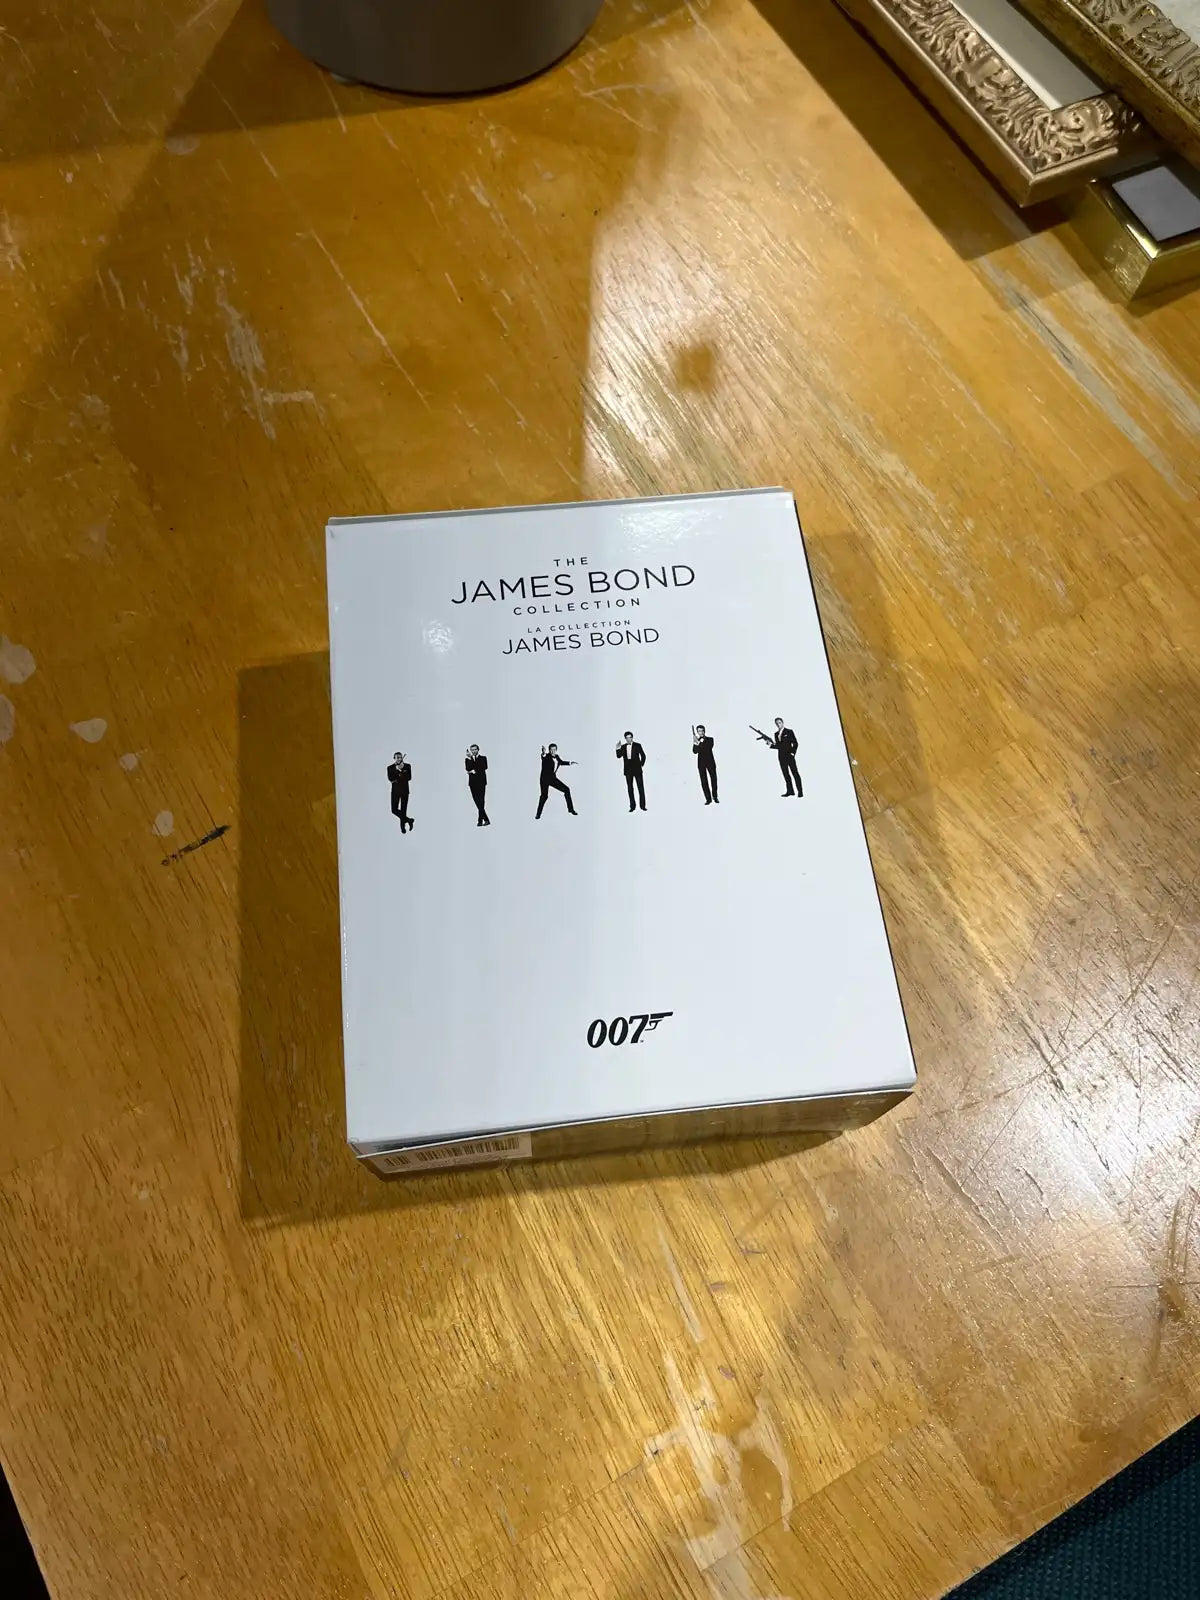 THE
JAMES BOND
COLLECTION
LA COLLECTION
JAMES BOND
007